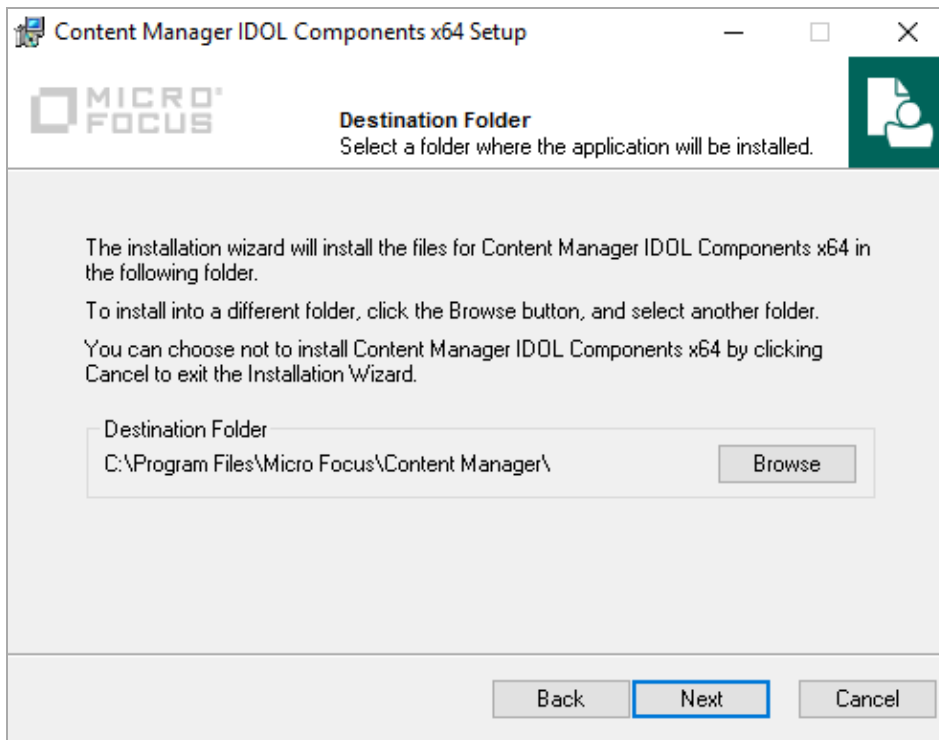 Content Manager IDOL Components x64 Setup
MICRO
FOCUS
Destination Folder
Select a folder where the application will be installed.
The installation wizard will install the files for Content Manager IDOL Components x64 in
the following folder.
To install into a different folder, click the Browse button, and select another folder.
You can choose not to install Content Manager IDOL Components x64 by clicking
Cancel to exit the Installation Wizard.
Destination Folder
C:\Program Files\Micro Focus\Content Manager\
Browse
Back
Next
Cancel